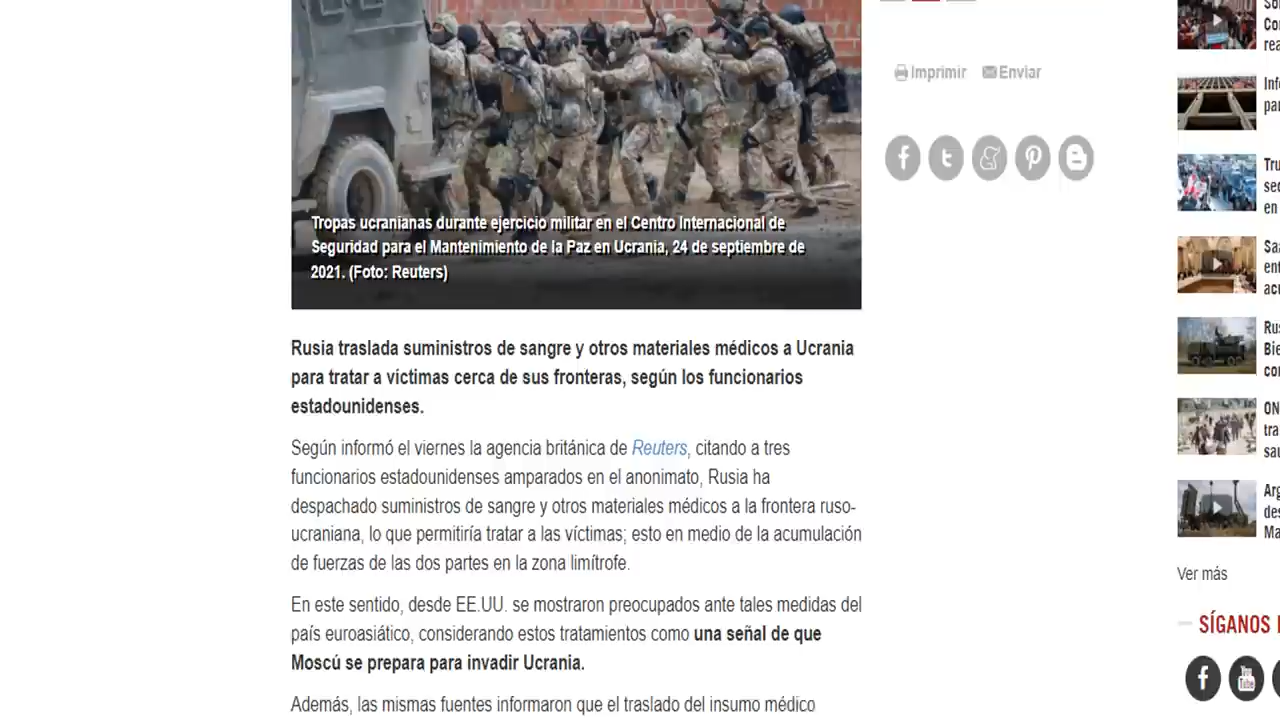 Imprimir Enviar
Tropas ucranianas durante ejercicio militar en el Centro Internacional de
Seguridad para el Mantenimiento de la Paz en Ucrania, 24 de septiembre de
2021. (Foto: Reuters)
Rusia traslada suministros de sangre y otros materiales médicos a Ucrania
para tratar a víctimas cerca de sus fronteras, según los funcionarios
estadounidenses.
Según informó el viernes la agencia británica de Reuters, citando a tres
funcionarios estadounidenses amparados en el anonimato, Rusia ha
despachado suministros de sangre y otros materiales médicos a la frontera ruso-
ucraniana, lo que permitiría tratar a las víctimas; esto en medio de la acumulación
de fuerzas de las dos partes en la zona limítrofe.
En este sentido, desde EE.UU. se mostraron preocupados ante tales medidas del
país euroasiático, considerando estos tratamientos como una señal de que
Moscú se prepara para invadir Ucrania.
Además, las mismas fuentes informaron que el traslado del insumo médico
Ver más
SÍGANOS
You
Tube